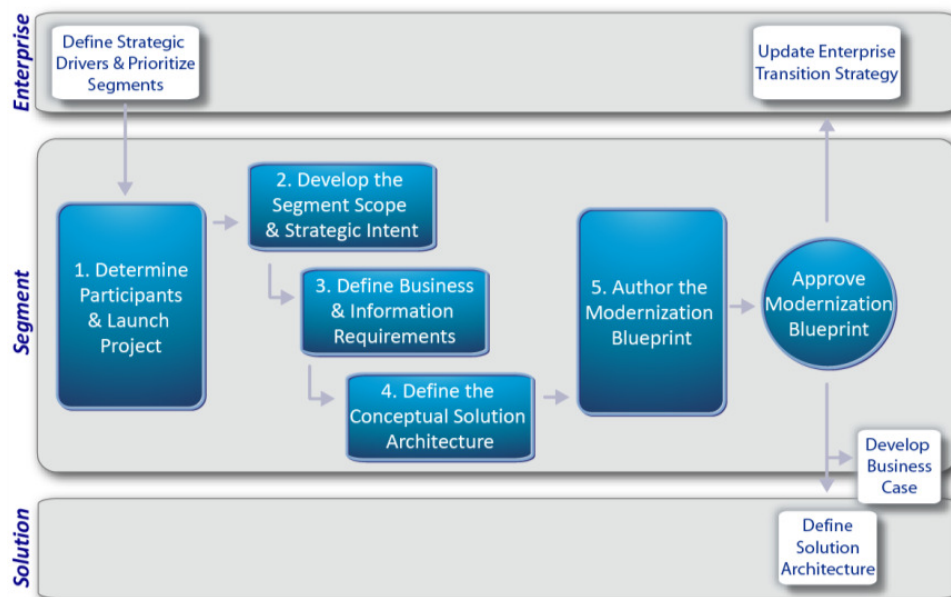 Enterprise
Define Strategic
Drivers & Prioritize
Segments
Update Enterprise
Transition Strategy
Segment
1. Determine
Participants
& Launch
Project
2. Develop the
Segment Scope
& Strategic Intent
3. Define Business
& Information
Requirements
4. Define the
Conceptual Solution
Architecture
5. Author the
Modernization
Blueprint
Approve
Modernization
Blueprint
Develop
Business
Case
Solution
Define
Solution
Architecture